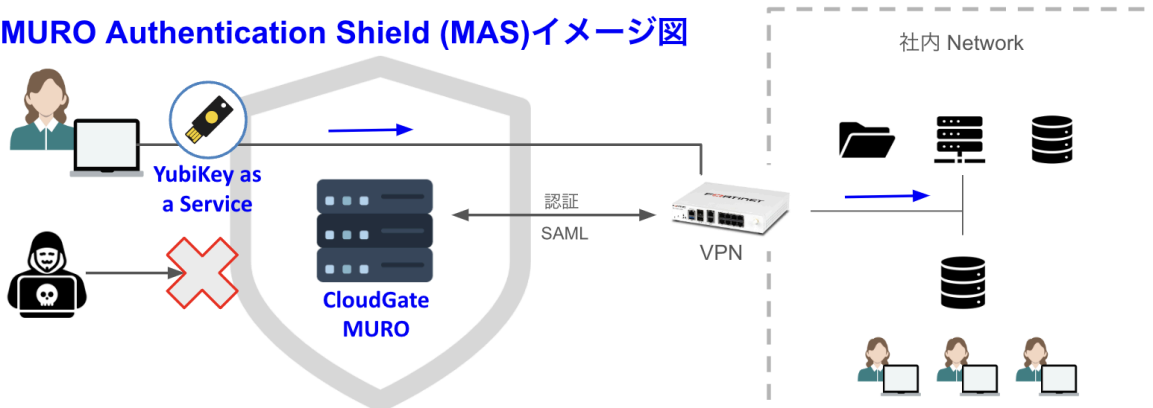 MURO Authentication Shield (MAS)イメージ図
社内 Network
YubiKey as
a Service
認証
SAML
FORTINET
VPN
CloudGate
MURO